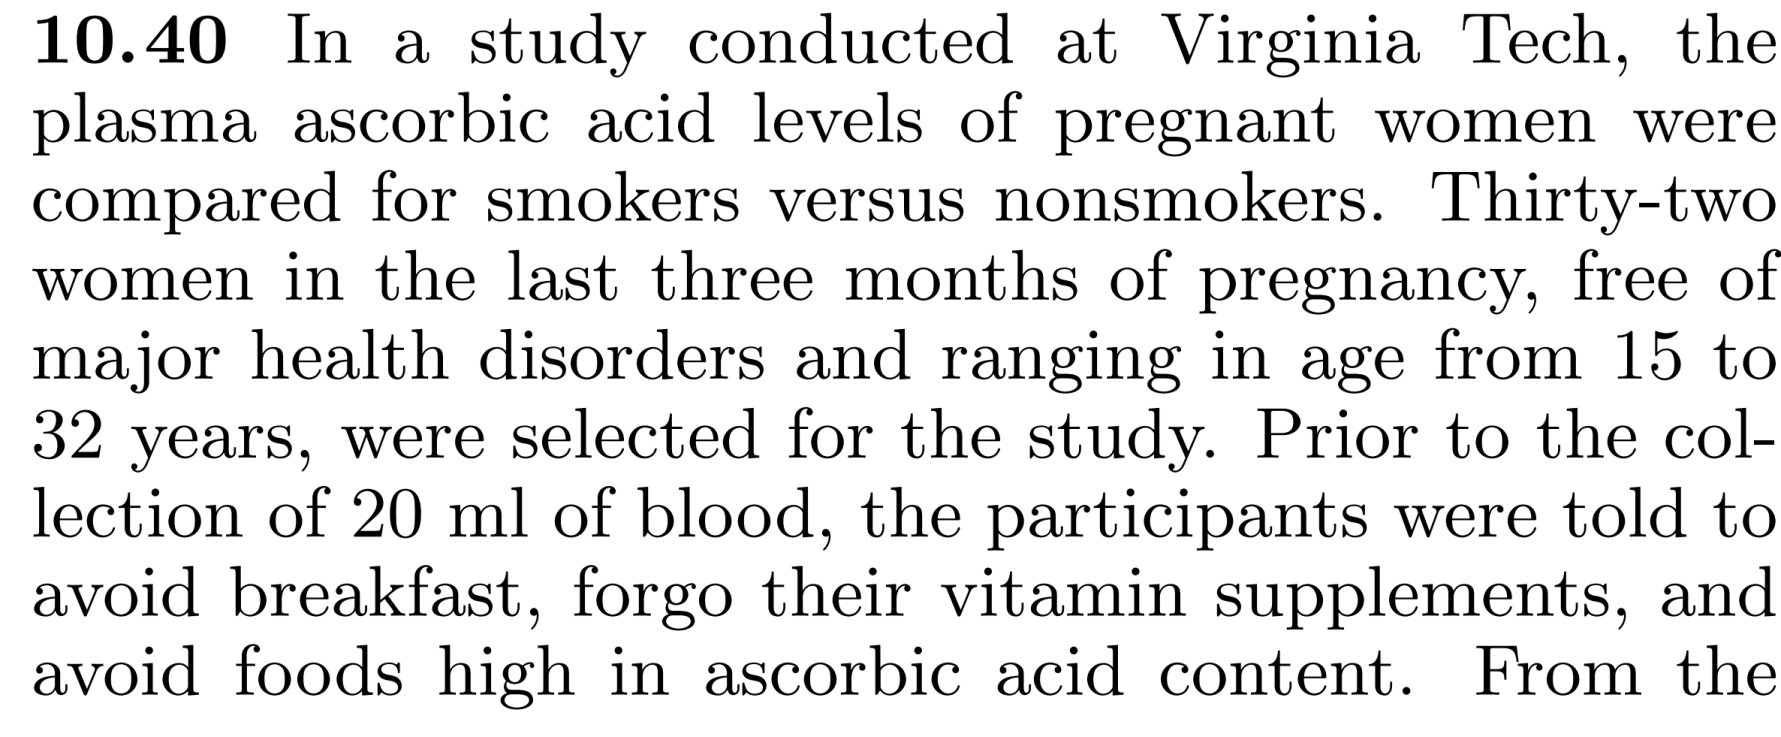 10.40 In a study conducted at Virginia Tech, the
plasma ascorbic acid levels of pregnant women were
compared for smokers versus nonsmokers. Thirty-two
women in the last three months of pregnancy, free of
major health disorders and ranging in age from 15 to
32 years, were selected for the study. Prior to the col-
lection of 20 ml of blood, the participants were told to
avoid breakfast, forgo their vitamin supplements, and
avoid foods high in ascorbic acid content. From the